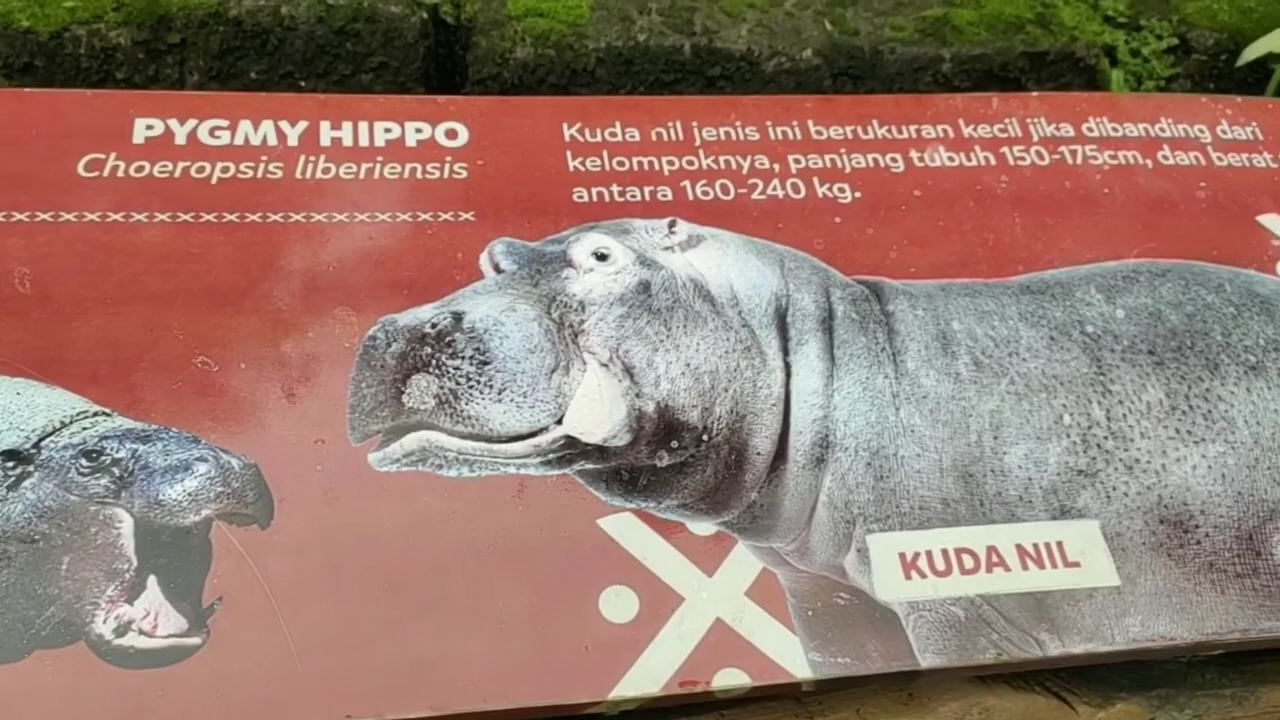 PYGMY HIPPO
Choeropsis liberiensis
Kuda nil jenis ini berukuran kecil jika dibanding dari
kelompoknya, panjang tubuh 150-175cm, dan berat
antara 160-240 kg.
KUDA NIL